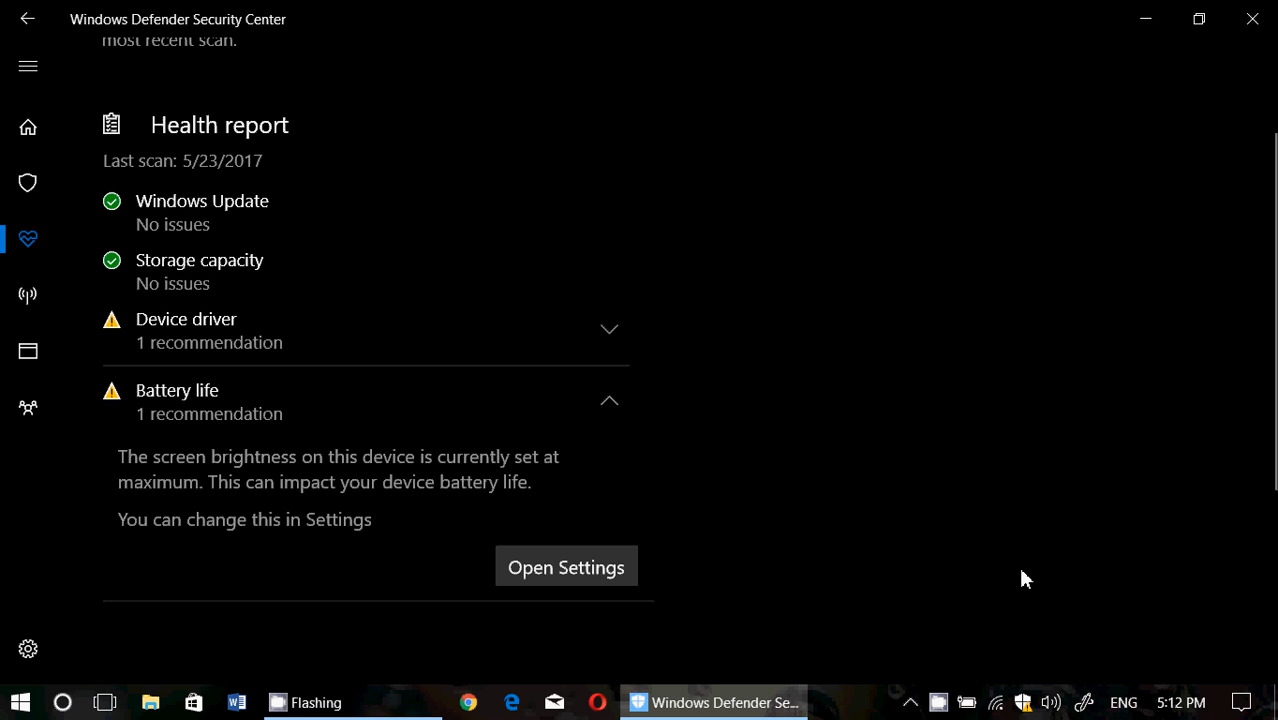 Windows Defender Security Center
most recent scan.
Health report
Last scan: 5/23/2017
Windows Update
No issues
Storage capacity
No issues
Device driver
1 recommendation
Battery life
1 recommendation
The screen brightness on this device is currently set at
maximum. This can impact your device battery life.
You can change this in Settings
Open Settings
Flashing
Windows Defender Se...
ENG
5:12 PM